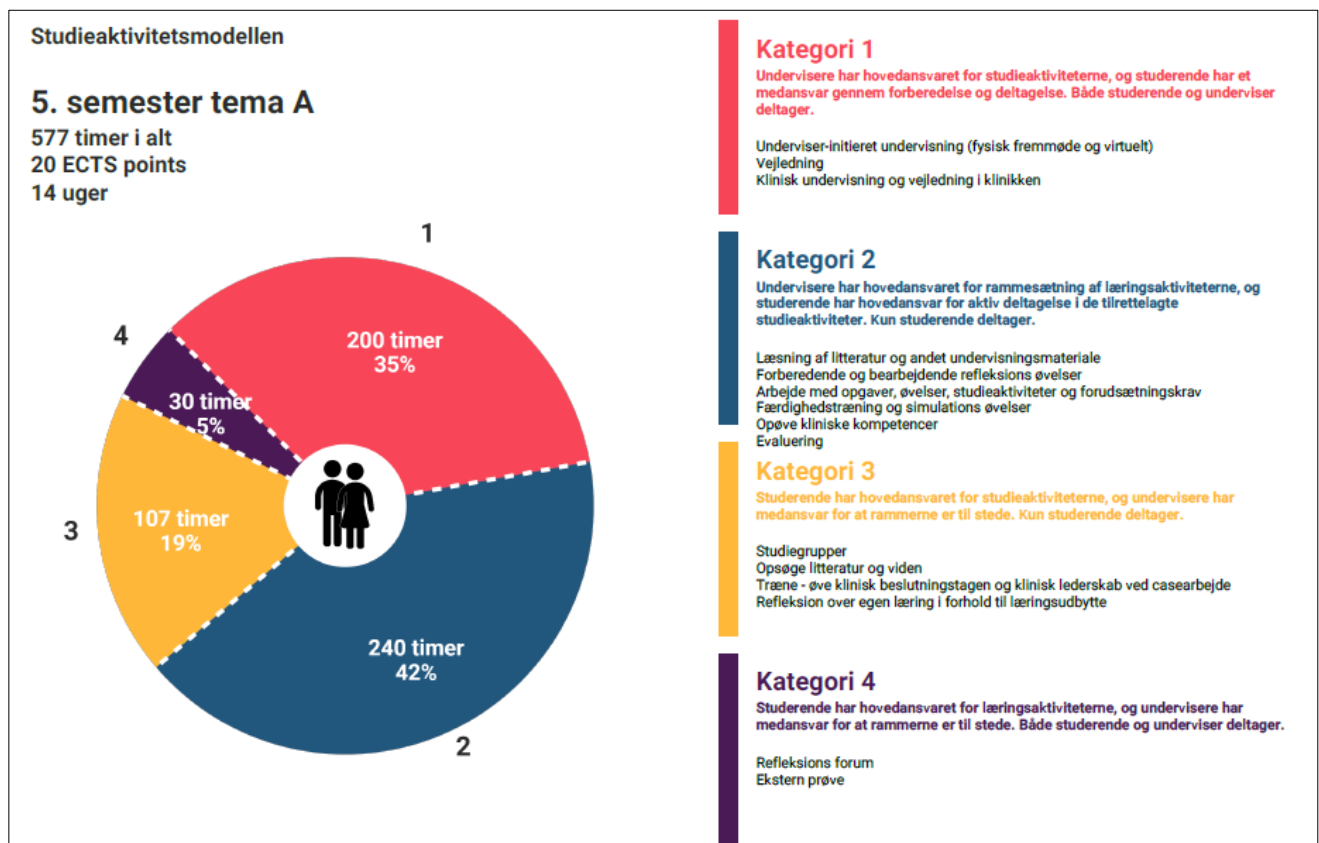 Studieaktivitetsmodellen
5. semester tema A
577 timer i alt
20 ECTS points
14 uger
1
200 timer
35%
4
30 timer
5%
3
107 timer
19%
240 timer
42%
2
Kategori 1
Undervisere har hovedansvaret for studieaktiviteterne, og studerende har et
medansvar gennem forberedelse og deltagelse. Både studerende og underviser
deltager.
Underviser-initieret undervisning (fysisk fremmøde og virtuelt)
Vejledning
Klinisk undervisning og vejledning i klinikken
Kategori 2
Undervisere har hovedansvaret for rammesætning af læringsaktiviteterne, og
studerende har hovedansvar for aktiv deltagelse i de tilrettelagte
studieaktiviteter. Kun studerende deltager.
Læsning af litteratur og andet undervisningsmateriale
Forberedende og bearbejdende refleksions øvelser
Arbejde med opgaver, øvelser, studieaktiviteter og forudsætningskrav
Færdighedstræning og simulations øvelser
Opøve kliniske kompetencer
Evaluering
Kategori 3
Studerende har hovedansvaret for studieaktiviteterne, og undervisere har
medansvar for at rammerne er til stede. Kun studerende deltager.
Studiegrupper
Opsøge litteratur og viden
Træne - øve klinisk beslutningstagen og klinisk lederskab ved casearbejde
Refleksion over egen læring i forhold til læringsudbytte
Kategori 4
Studerende har hovedansvaret for læringsaktiviteterne, og undervisere har
medansvar for at rammerne er til stede. Både studerende og underviser deltager.
Refleksions forum
Ekstern prøve